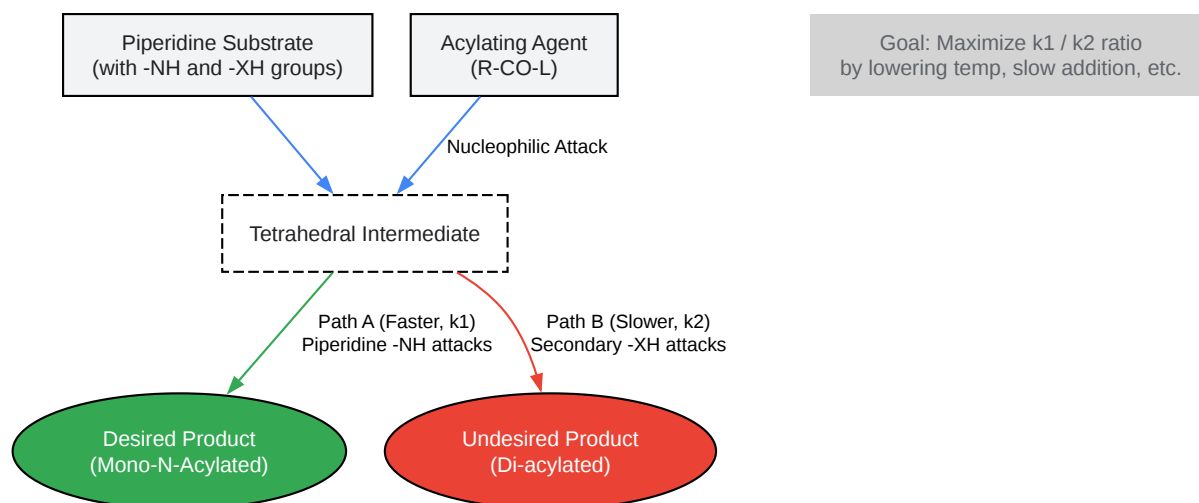 Piperidine Substrate
(with -NH and -XH groups)
Acylating Agent
(R-CO-L)
Goal: Maximize k1 / k2 ratio
by lowering temp, slow addition, etc.
Nucleophilic Attack
Tetrahedral Intermediate
Path A (Faster, k1)
Piperidine -NH attacks
Path B (Slower, k2)
Secondary -XH attacks
Desired Product
(Mono-N-Acylated)
Undesired Product
(Di-acylated)